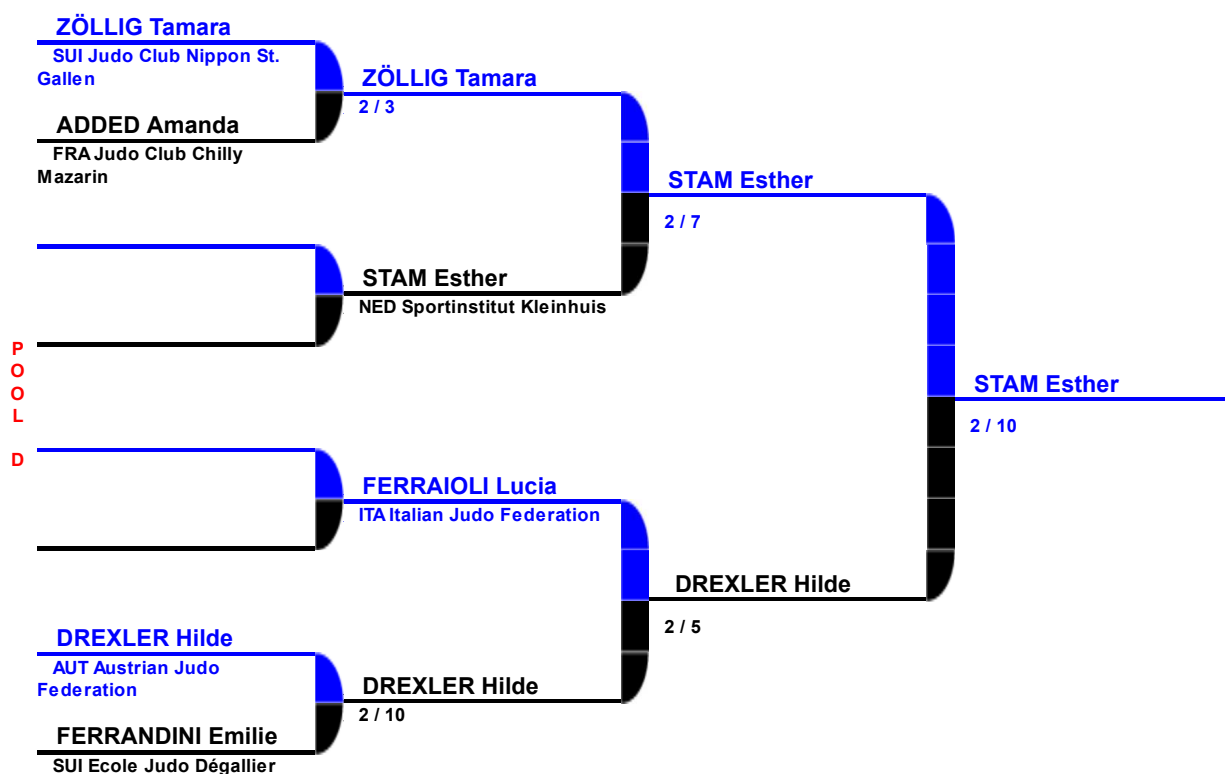 ZÖLLIG Tamara
SUI Judo Club Nippon St.
Gallen
ADDED Amanda
FRA Judo Club Chilly
Mazarin
ZÖLLIG Tamara
2 / 3
STAM Esther
NED Sportinstitut Kleinhuis
STAM Esther
2 / 7
P
O
O
L
D
FERRAIOLI Lucia
ITA Italian Judo Federation
DREXLER Hilde
AUT Austrian Judo
Federation
FERRANDINI Emilie
SUI Ecole Judo Dégallier
DREXLER Hilde
2 / 10
DREXLER Hilde
2 / 5
STAM Esther
2 / 10